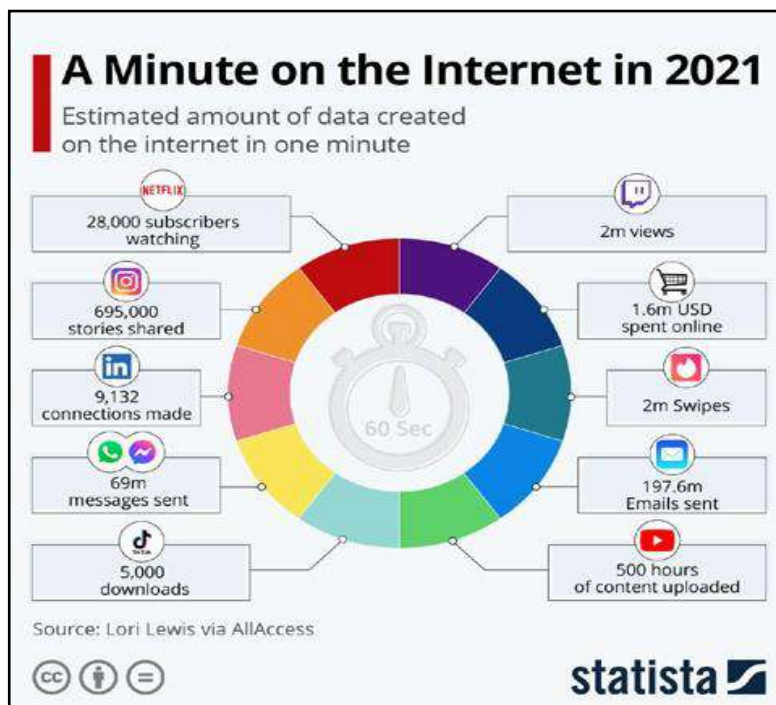 A Minute on the Internet in 2021
Estimated amount of data created
on the internet in one minute
NETFLIX
28,000 subscribers
watching
2m views
695,000
stories shared
1.6m USD
spent online
in
9,132
connections made
2m Swipes
60 Sec
69m
messages sent
197.6m
Emails sent
TikTok
5,000
downloads
500 hours
of content uploaded
Source: Lori Lewis via AllAccess
cc
statista